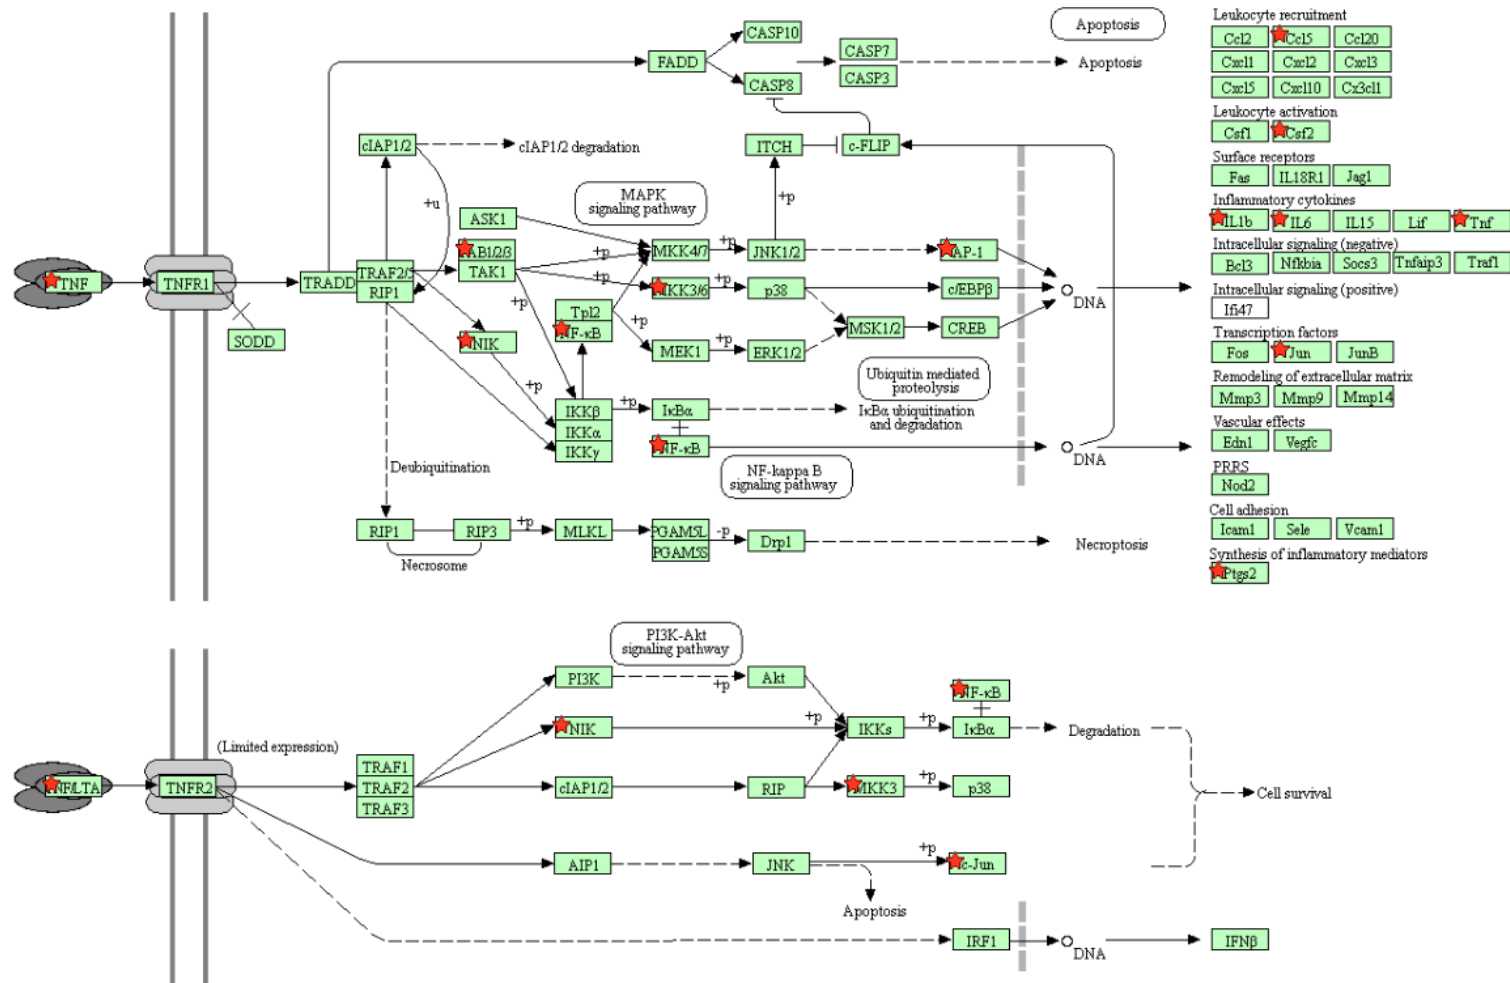 Apoptosis
CASP10
FADD
CASP7
CASP3
Apoptosis
CASP8
cIAP1/2
cIAP1/2 degradation
ITCH
c-FLIP
+u
MAPK
signaling pathway
+p
ASK1
AB1/2/3
TAK1
+p
+p
+p
MKK4/7
+p
JNK1/2
AP-1
TNF
TNFR1
TRADD
TRAF2/
RIP1
MKK3/6
+p
p38
c/EBPβ
DNA
SODD
Tpl2
NF-κB
+p
NIK
MSK1/2
CREB
MEK1
+p
ERK1/2
+p
Ubiquitin mediated
proteolysis
IKKβ
IKKα
IKKγ
+p
IκBα
IκBα ubiquitination
and degradation
NF-κB
DNA
NF-kappa B
signaling pathway
Deubiquitination
RIP1
RIP3
+p
MLKL
PGAM5L
PGAM5S
-p
Drp1
Necroptosis
Necrosome
Leukocyte recruitment
Ccl2 Ccl5 Ccl20
Cxcl1 Cxcl2 Cxcl3
Cxcl5 Cxcl10 Cx3cl1
Leukocyte activation
Csf1 Csf2
Surface receptors
Fas IL18R1 Jag1
Inflammatory cytokines
IL1b IL6 IL15 Lif Tnf
Intracellular signaling (negative)
Bcl3 Nfkbia Socs3 Tnfaip3 Traf1
Intracellular signaling (positive)
Ifi47
Transcription factors
Fos Jun JunB
Remodeling of extracellular matrix
Mmp3 Mmp9 Mmp14
Vascular effects
Edn1 Vegfc
PRRS
Nod2
Cell adhesion
Icam1 Sele Vcam1
Synthesis of inflammatory mediators
Ptgs2
PI3K-Akt
signaling pathway
PI3K
+p
Akt
NF-κB
NIK
+p
IKKs
+p
IκBα
Degradation
(Limited expression)
TNF/LTA
TNFR2
TRAF1
TRAF2
TRAF3
cIAP1/2
RIP
MKK3
+p
p38
Cell survival
AIP1
JNK
+p
c-Jun
Apoptosis
IRF1
DNA
IFNβ